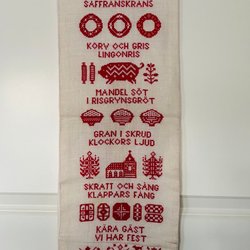 SAFFRANSKRANS
KORV OCH GRIS
LINGONRIS
MANDEL SÖT
I RISGRYNSGRÖT
GRAN I SKRUD
KLOCKORS LJUD
SKRATT OCH SÅNG
KLAPPARS FÅNG
KÄRA GÄST
VI HAR FEST